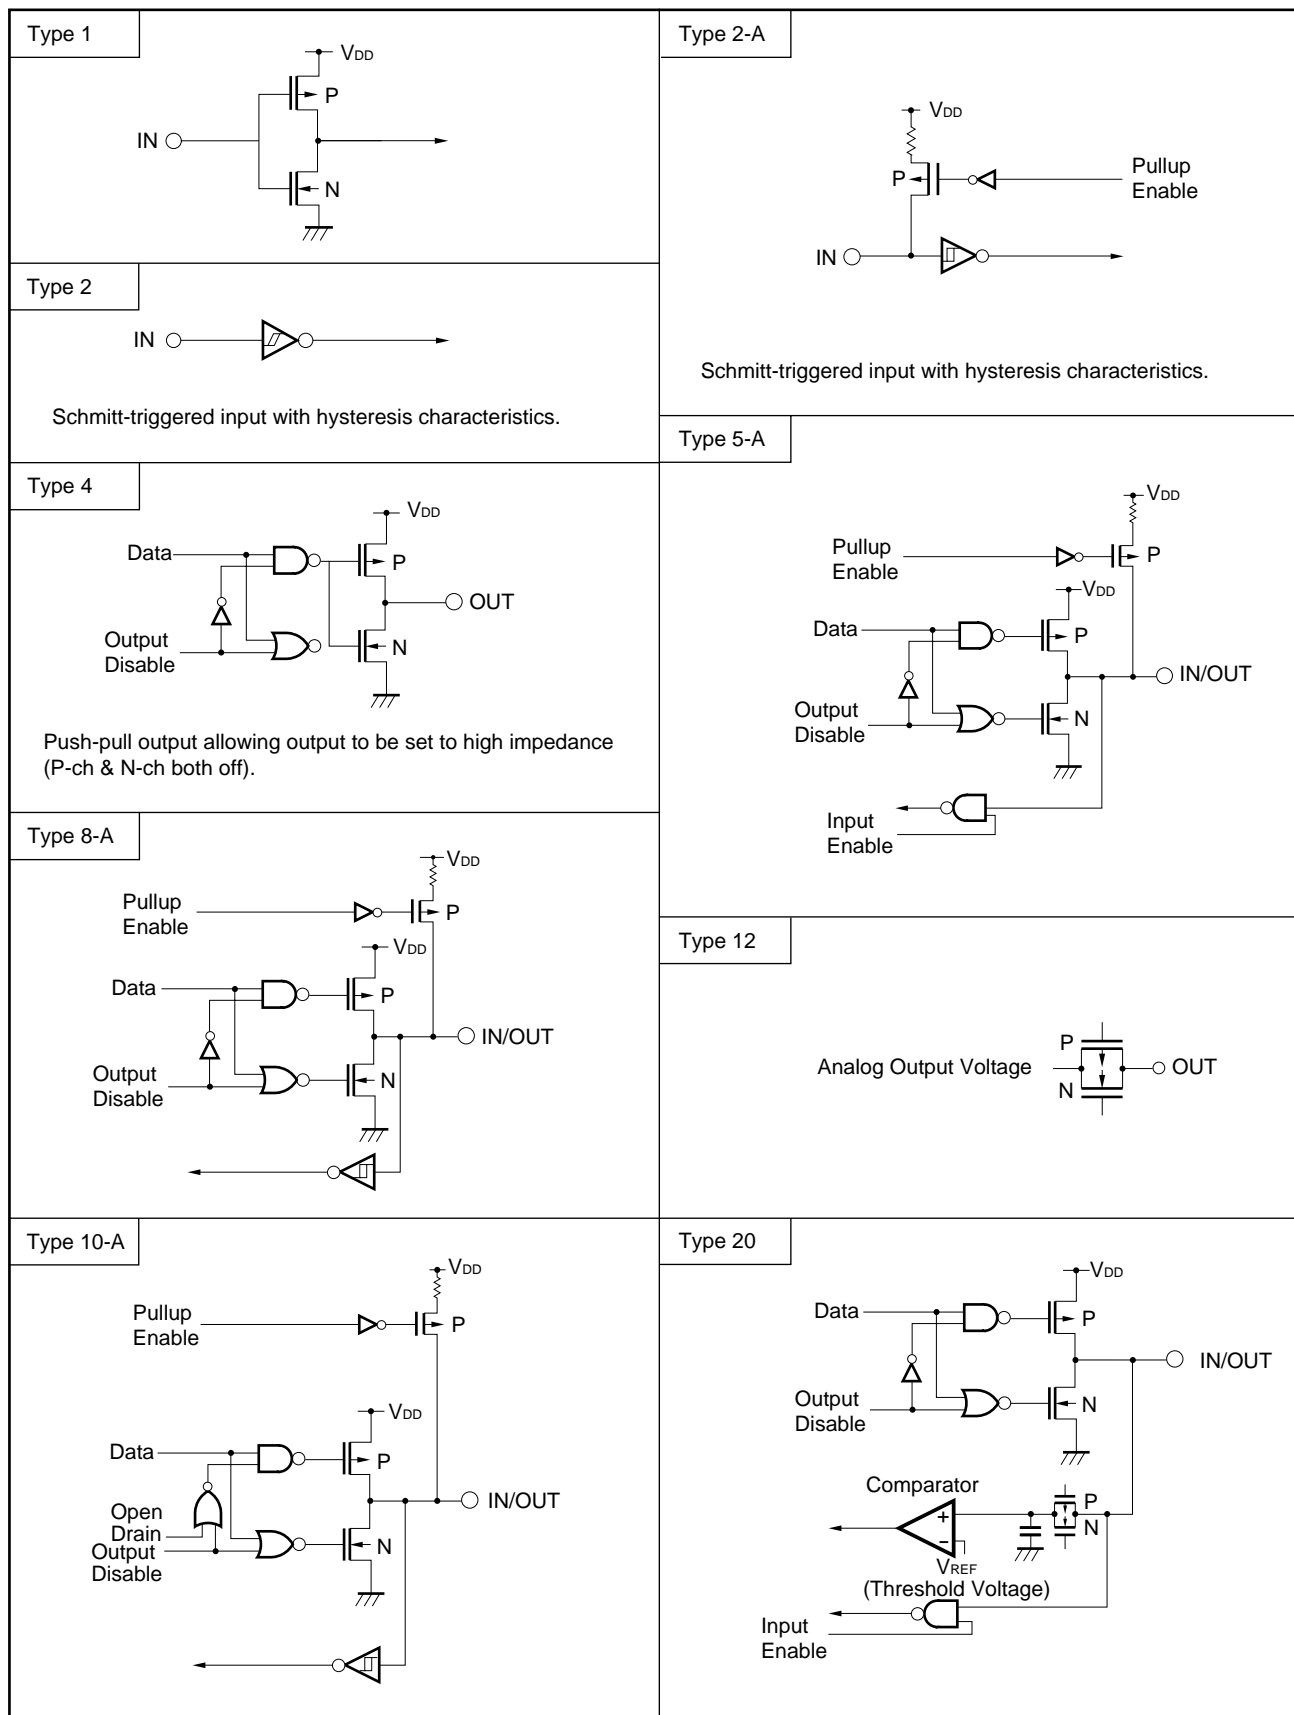 Type 1
VDD
P
IN
N
Type 2
IN
Schmitt-triggered input with hysteresis characteristics.
Type 4
VDD
Data
P
OUT
Output
Disable
N
Push-pull output allowing output to be set to high impedance
(P-ch & N-ch both off).
Type 8-A
VDD
Pullup
Enable
P
VDD
Data
P
IN/OUT
Output
Disable
N
Type 10-A
VDD
Pullup
Enable
P
VDD
Data
P
IN/OUT
Open
Drain
Output
Disable
N
Type 2-A
VDD
P
Pullup
Enable
IN
Schmitt-triggered input with hysteresis characteristics.
Type 5-A
VDD
Pullup
Enable
P
VDD
Data
P
IN/OUT
Output
Disable
N
Input
Enable
Type 12
P
Analog Output Voltage
OUT
N
Type 20
VDD
Data
P
IN/OUT
Output
Disable
N
Comparator
P
N
+
−
VREF
(Threshold Voltage)
Input
Enable